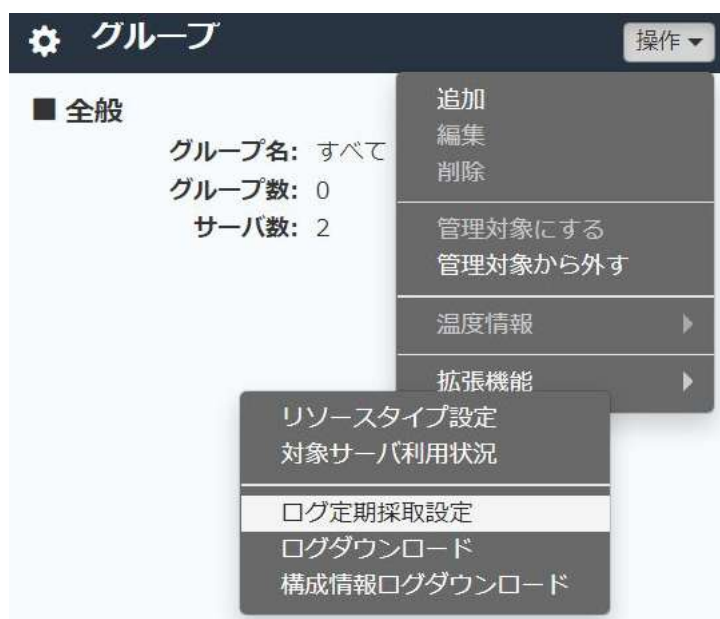 グループ
操作
■ 全般
グループ名: すべて
グループ数: 0
サーバ数: 2
追加
編集
削除
管理対象にする
管理対象から外す
温度情報
拡張機能
リソースタイプ設定
対象サーバ利用状況
ログ定期採取設定
ログダウンロード
構成情報ログダウンロード